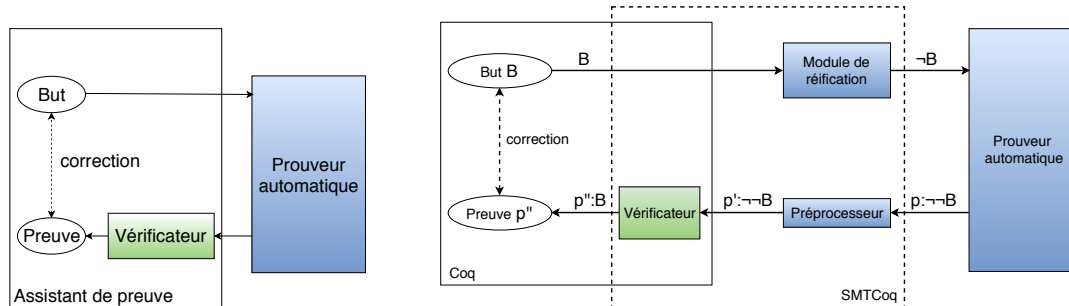 But
correction
Preuve
Vérificateur
Prouveur
automatique
Assistant de preuve
But B
B
Module de
réification
¬B
correction
Prouveur
automatique
Preuve p"
p":B
Vérificateur
p':¬¬B
Préprocesseur
p:¬¬B
Coq
SMTCoq